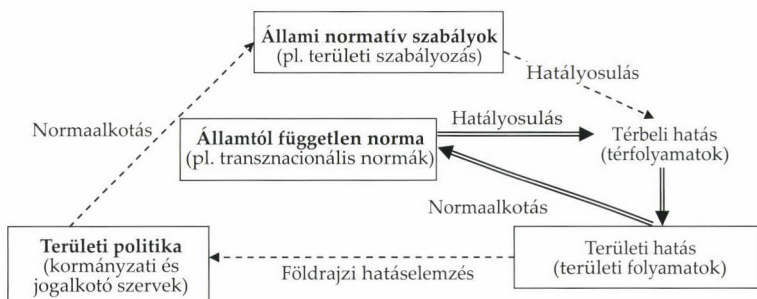 Állami normatív szabályok
(pl. területi szabályozás)
Hatályosulás
Normaalkotás
Hatályosulás
Államtól független norma
(pl. transznacionális normák)
Térbeli hatás
(térfolyamatok)
Normaalkotás
Területi politika
(kormányzati és
jogalkotó szervek)
Földrajzi hatáselemzés
Területi hatás
(területi folyamatok)